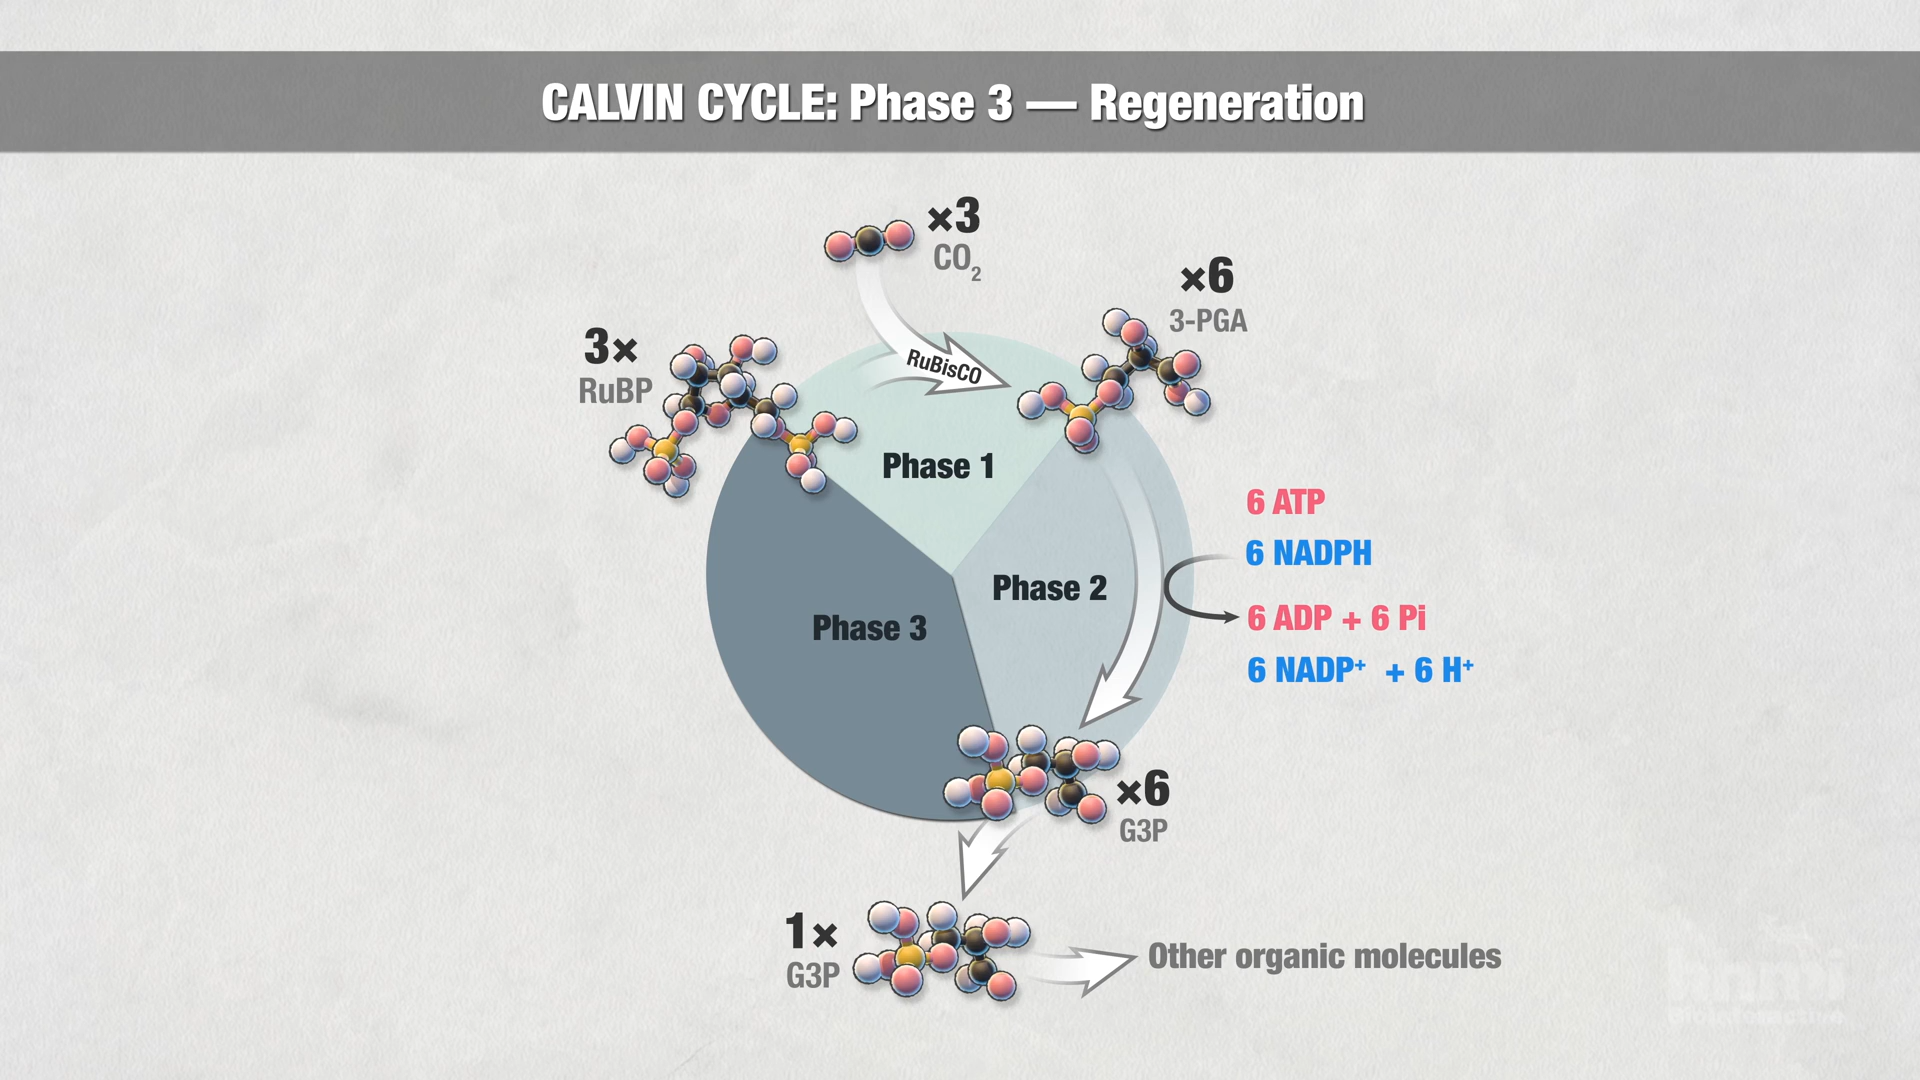 CALVIN CYCLE: Phase 3 — Regeneration
×3
CO₂
×6
3-PGA
3×
RuBP
RuBisCO
Phase 1
6 ATP
6 NADPH
Phase 2
6 ADP + 6 Pi
Phase 3
6 NADP⁺ + 6 H⁺
×6
G3P
1×
G3P
Other organic molecules